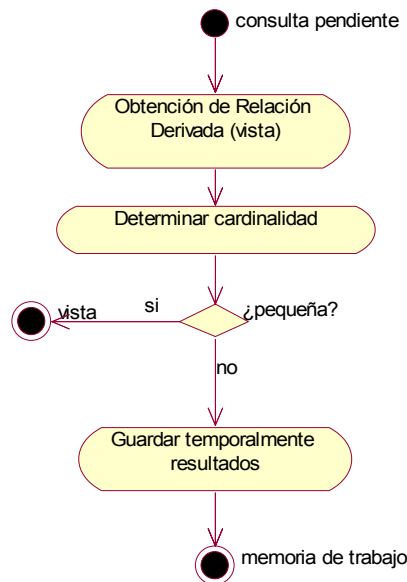 consulta pendiente
Obtención de Relación
Derivada (vista)
Determinar cardinalidad
¿pequeña?
si
vista
no
Guardar temporalmente
resultados
memoria de trabajo